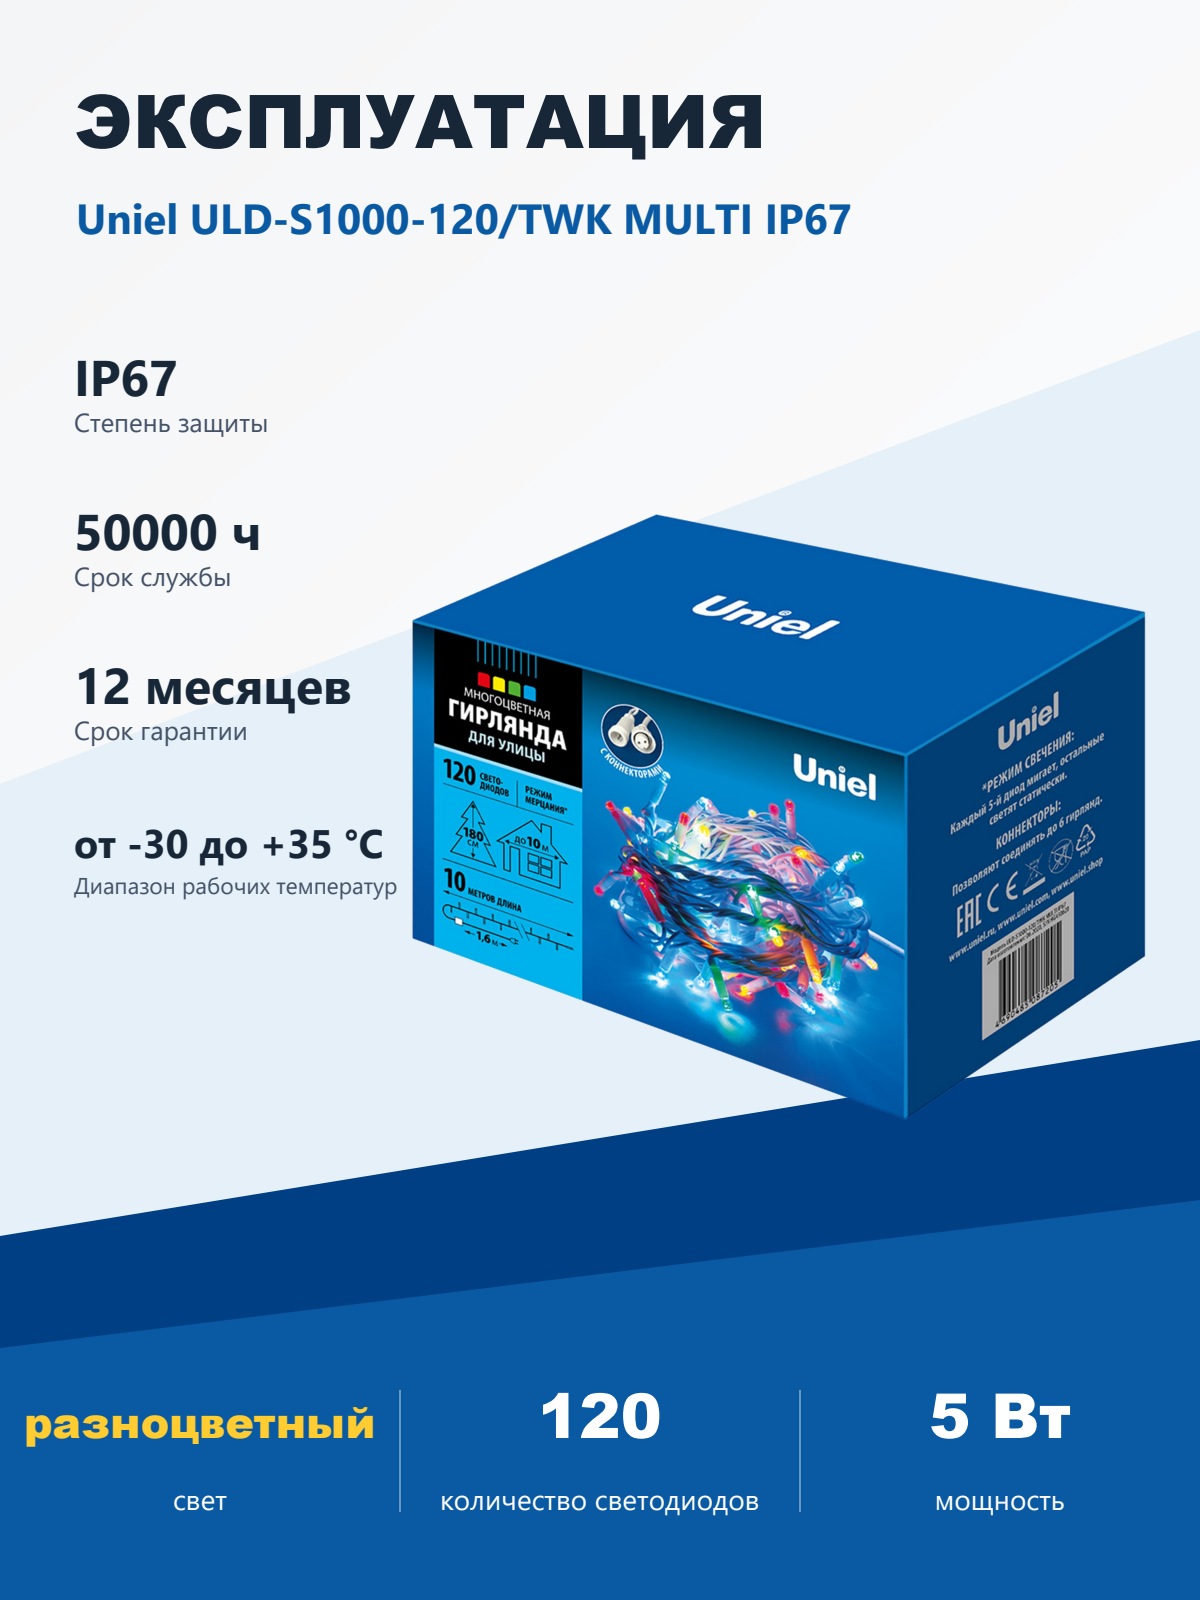 ЭКСПЛУАТАЦИЯ
Uniel ULD-S1000-120/TWK MULTI IP67
IP67
Степень защиты
50000 ч
Срок службы
12 месяцев
Срок гарантии
от -30 до +35 °C
Диапазон рабочих температур
Uniel
МНОГОЦВЕТНАЯ
ГИРЛЯНДА
ДЛЯ УЛИЦЫ
120 СВЕТО-
ДИОДОВ
РЕЖИМ
МЕРЦАНИЯ*
180
СМ
до 10 м
10 МЕТРОВ ДЛИНА
1,6 м
С КОННЕКТОРАМИ
Uniel
Uniel
*РЕЖИМ СВЕЧЕНИЯ:
Каждый 5-й диод мигает, остальные
светят статически.
КОННЕКТОРЫ:
Позволяют соединять до 6 гирлянд.
EAC CE
20
PAP
www.uniel.ru, www.uniel.com, www.uniel.shop
разноцветный
свет
120
количество светодиодов
5 Вт
мощность